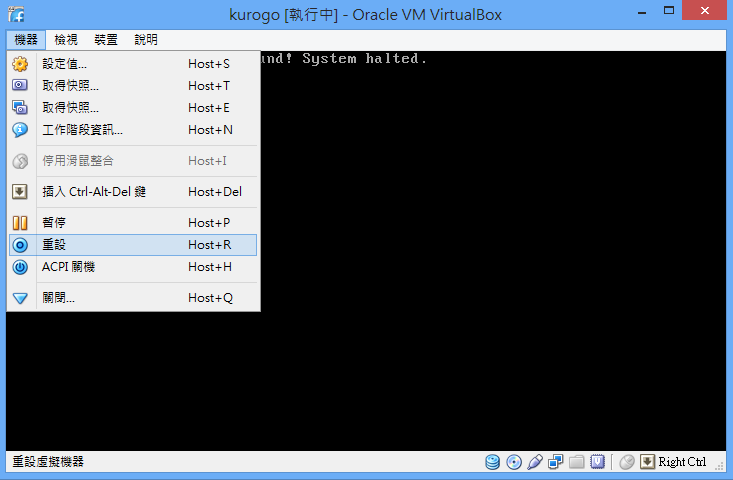 kurogo [執行中] - Oracle VM VirtualBox
機器 檢視 裝置 說明
und! System halted.
設定值... Host+S
取得快照... Host+T
取得快照... Host+E
工作階段資訊... Host+N
停用滑鼠整合 Host+I
插入 Ctrl-Alt-Del 鍵 Host+Del
暫停 Host+P
重設 Host+R
ACPI 關機 Host+H
關閉... Host+Q
重設虛擬機器 Right Ctrl